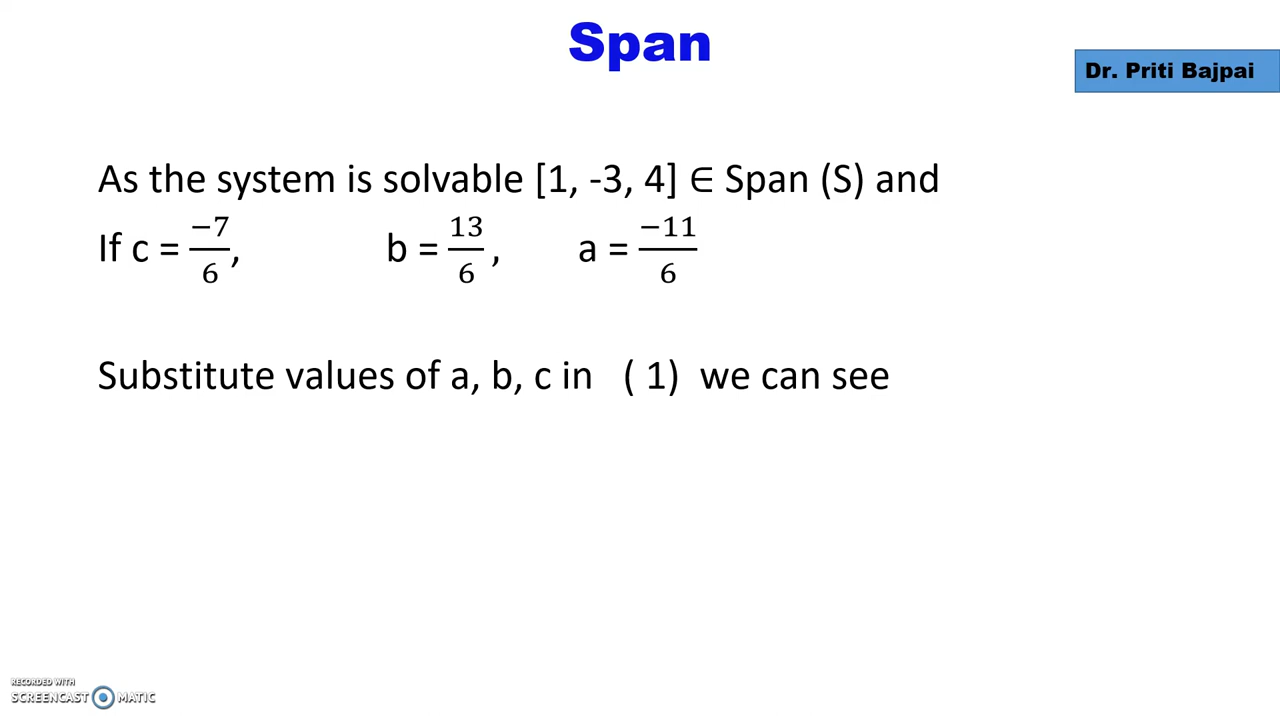 Span
Dr. Priti Bajpai
As the system is solvable [1, -3, 4] ∈ Span (S) and
If c = −7/6, b = 13/6 , a = −11/6
Substitute values of a, b, c in ( 1) we can see
RECORDED WITH
SCREENCAST MATIC